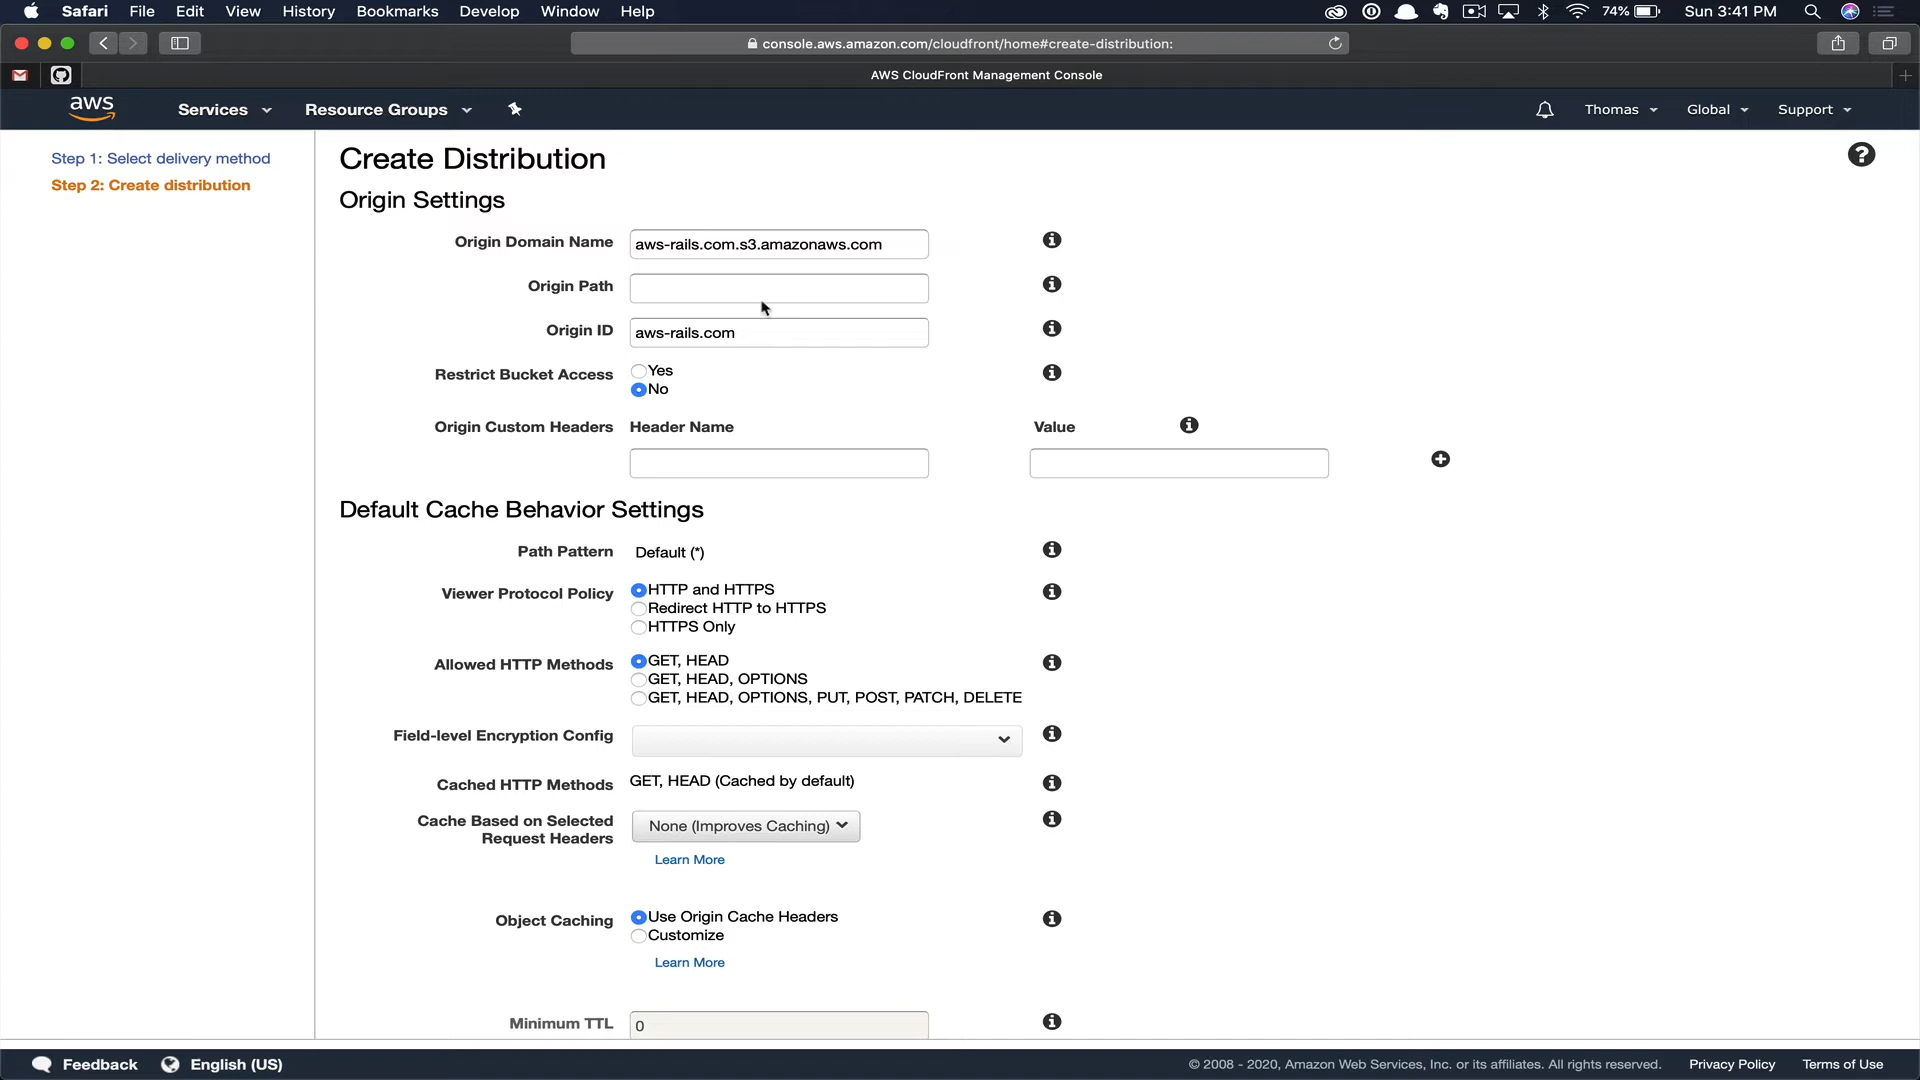 Safari File Edit View History Bookmarks Develop Window Help 74% Sun 3:41 PM
console.aws.amazon.com/cloudfront/home#create-distribution:
AWS CloudFront Management Console
aws Services Resource Groups Thomas Global Support
Step 1: Select delivery method
Step 2: Create distribution
Create Distribution
Origin Settings
Origin Domain Name aws-rails.com.s3.amazonaws.com
Origin Path
Origin ID aws-rails.com
Restrict Bucket Access Yes
No
Origin Custom Headers Header Name Value
Default Cache Behavior Settings
Path Pattern Default (*)
Viewer Protocol Policy HTTP and HTTPS
Redirect HTTP to HTTPS
HTTPS Only
Allowed HTTP Methods GET, HEAD
GET, HEAD, OPTIONS
GET, HEAD, OPTIONS, PUT, POST, PATCH, DELETE
Field-level Encryption Config
Cached HTTP Methods GET, HEAD (Cached by default)
Cache Based on Selected
Request Headers None (Improves Caching)
Learn More
Object Caching Use Origin Cache Headers
Customize
Learn More
Minimum TTL 0
Feedback English (US) © 2008 - 2020, Amazon Web Services, Inc. or its affiliates. All rights reserved. Privacy Policy Terms of Use